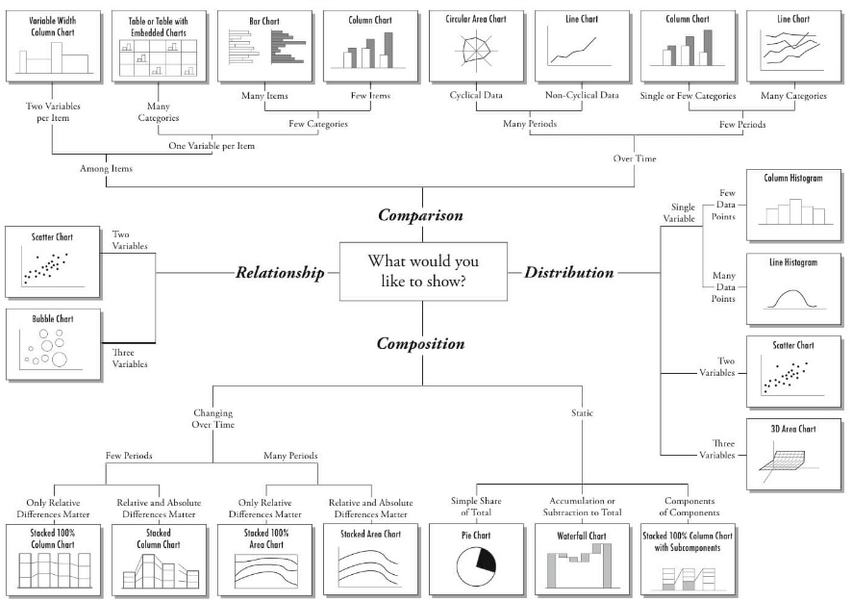 Variable Width
Column Chart
Table or Table with
Embedded Charts
Bar Chart
Column Chart
Circular Area Chart
Line Chart
Column Chart
Line Chart
Two Variables
per Item
Many
Categories
Many Items
Few Items
Cyclical Data
Non-Cyclical Data
Single or Few Categories
Many Categories
Few Categories
Many Periods
Few Periods
One Variable per Item
Over Time
Among Items
Comparison
Scatter Chart
Two
Variables
Bubble Chart
Three
Variables
Relationship
What would you
like to show?
Distribution
Single
Variable
Few
Data
Points
Column Histogram
Many
Data
Points
Line Histogram
Two
Variables
Scatter Chart
Three
Variables
3D Area Chart
Composition
Changing
Over Time
Static
Few Periods
Many Periods
Only Relative
Differences Matter
Relative and Absolute
Differences Matter
Only Relative
Differences Matter
Relative and Absolute
Differences Matter
Simple Share
of Total
Accumulation or
Subtraction to Total
Components
of Components
Stacked 100%
Column Chart
Stacked
Column Chart
Stacked 100%
Area Chart
Stacked Area Chart
Pie Chart
Waterfall Chart
Stacked 100% Column Chart
with Subcomponents